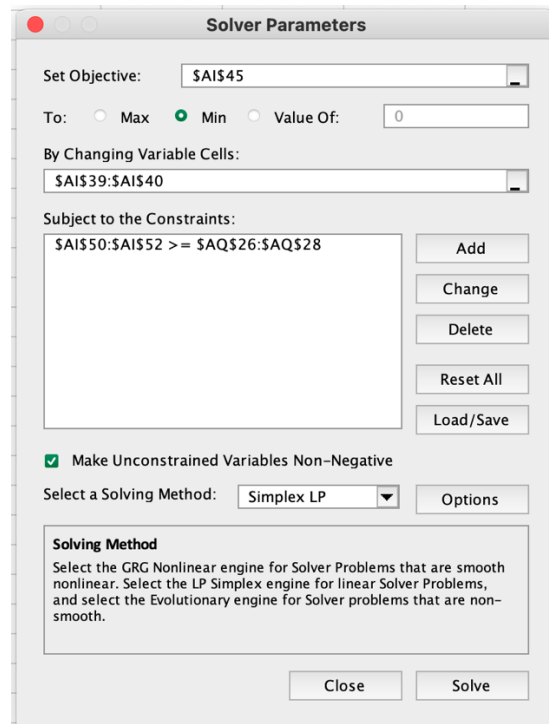 Solver Parameters
Set Objective: $AI$45
To: Max Min Value Of: 0
By Changing Variable Cells:
$AI$39:$AI$40
Subject to the Constraints:
$AI$50:$AI$52 >= $AQ$26:$AQ$28
Add
Change
Delete
Reset All
Load/Save
Make Unconstrained Variables Non-Negative
Select a Solving Method: Simplex LP Options
Solving Method
Select the GRG Nonlinear engine for Solver Problems that are smooth
nonlinear. Select the LP Simplex engine for linear Solver Problems,
and select the Evolutionary engine for Solver problems that are non-
smooth.
Close Solve